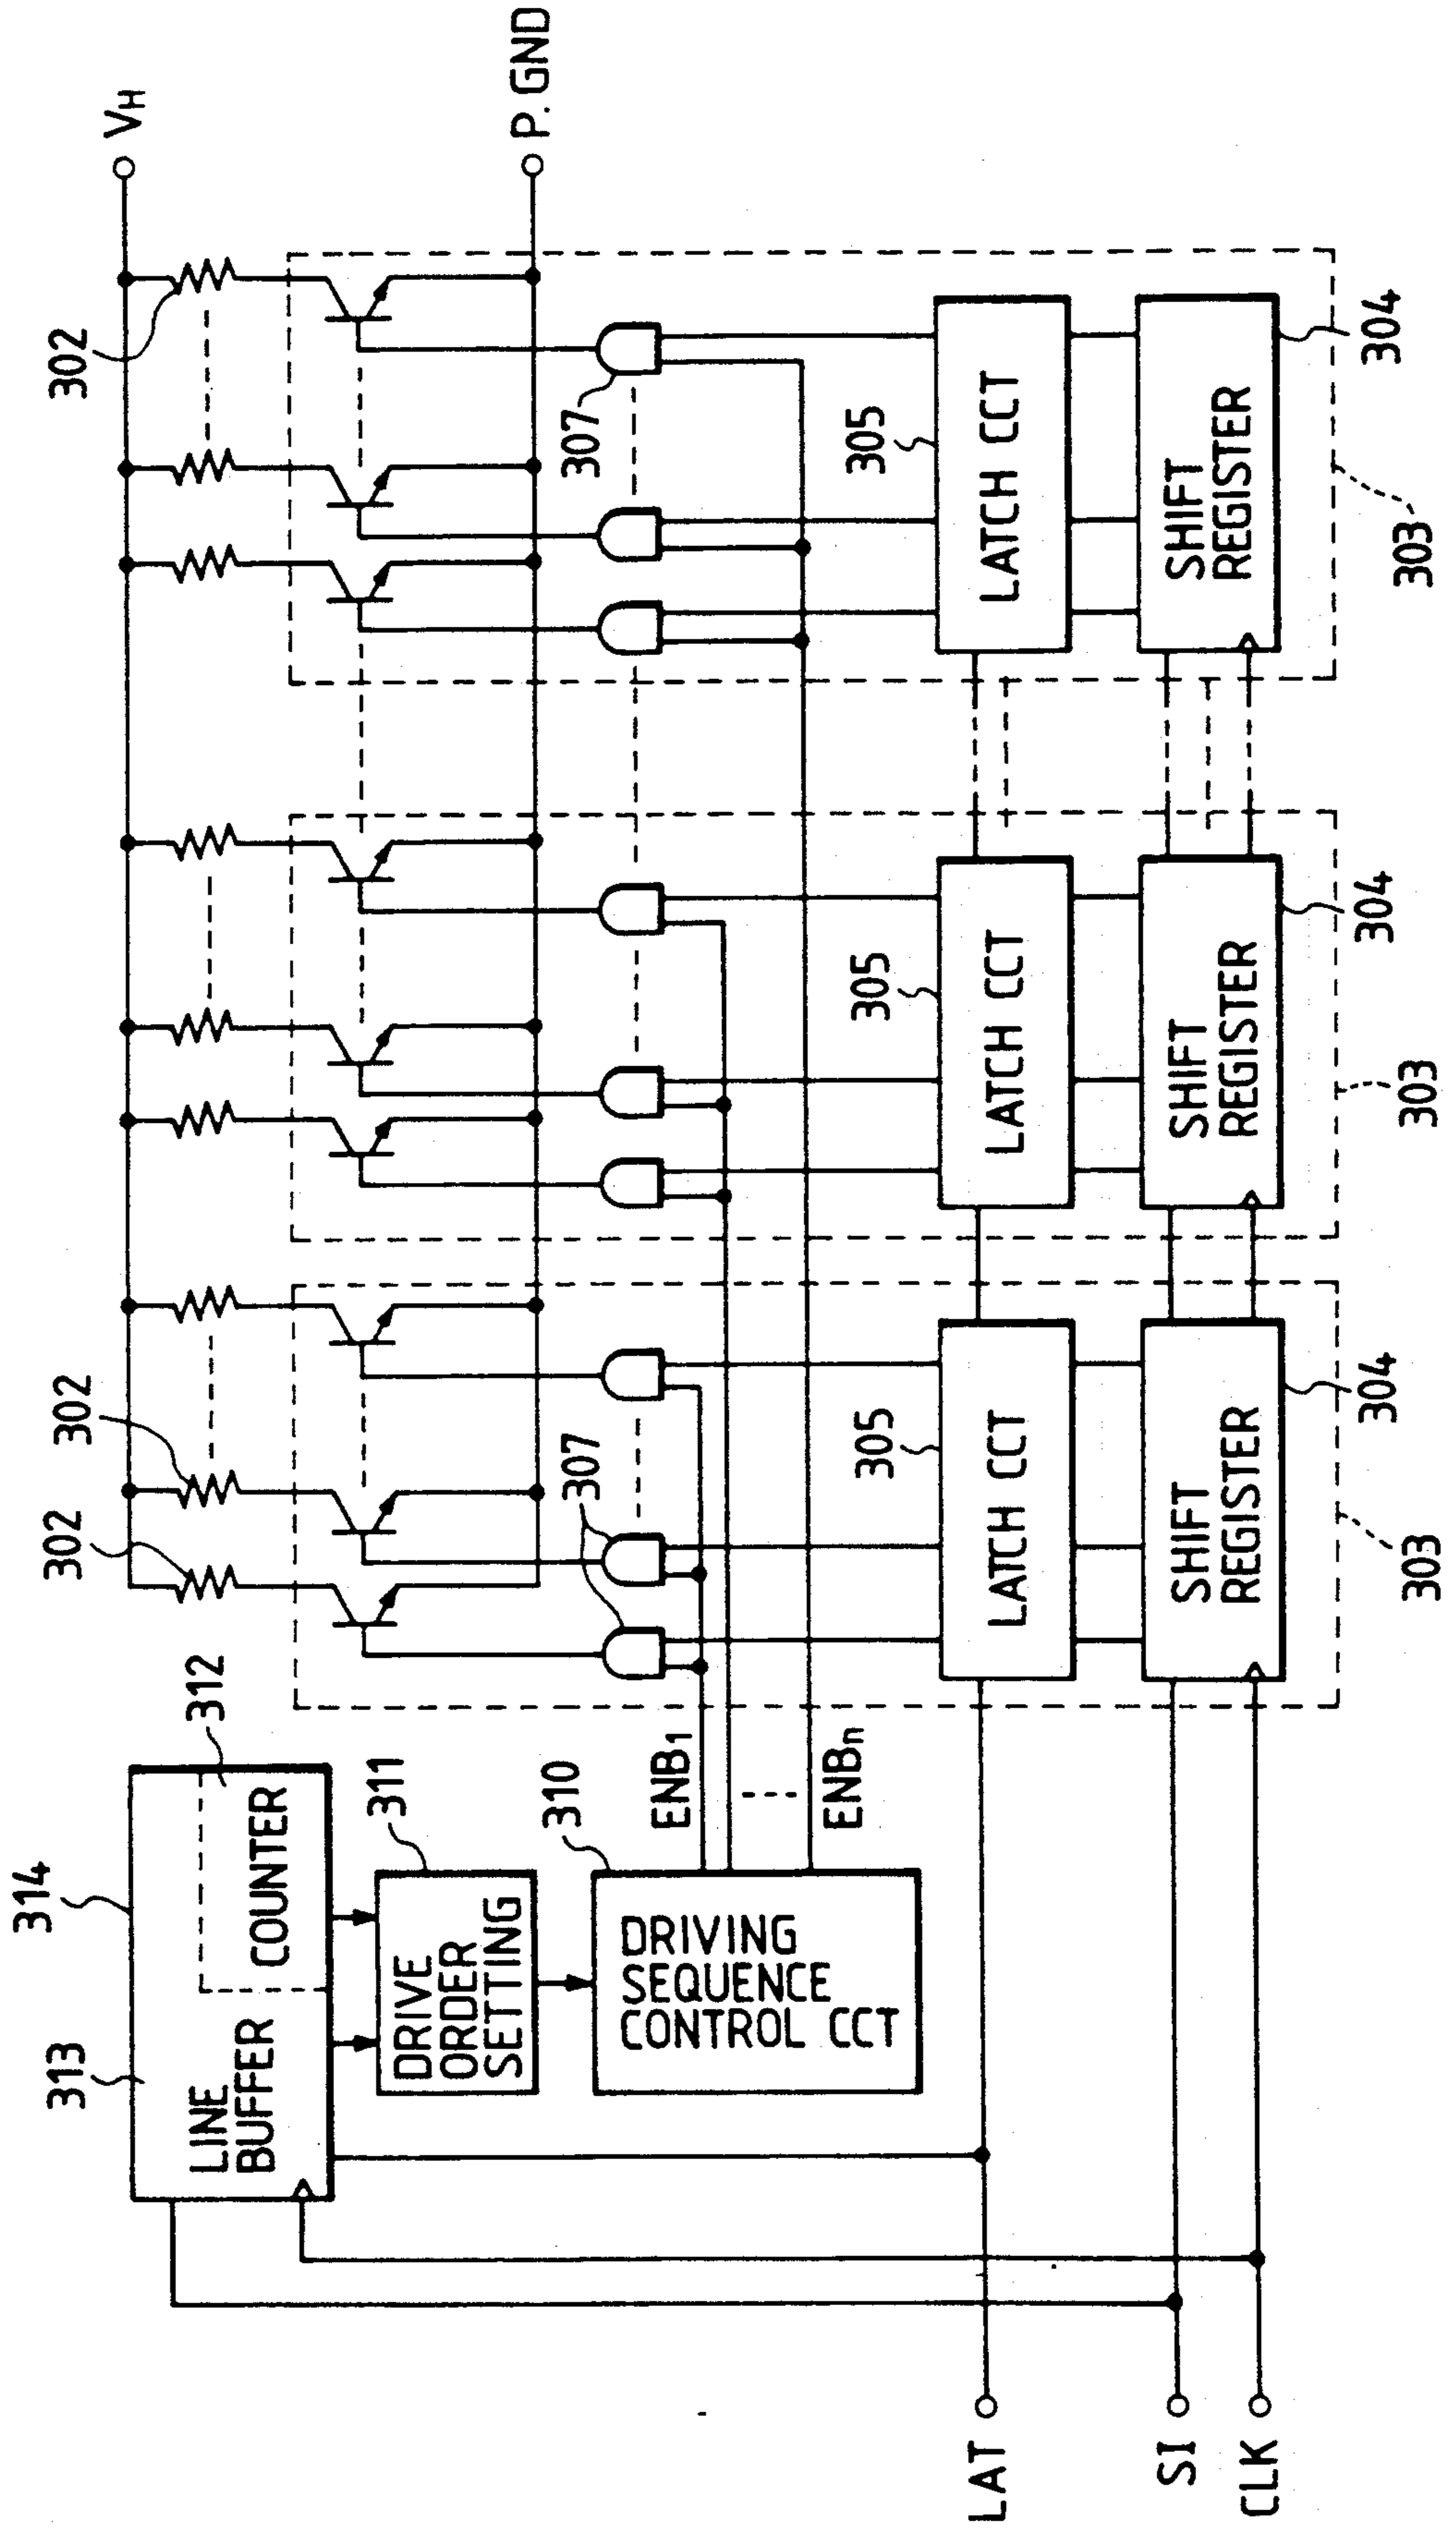 314
313
312
LINE
BUFFER
COUNTER
311
DRIVE
ORDER
SETTING
310
DRIVING
SEQUENCE
CONTROL CCT
ENB1
ENBn
302
302
302
VH
P. GND
307
307
305
LATCH CCT
305
LATCH CCT
305
LATCH CCT
SHIFT
REGISTER
304
SHIFT
REGISTER
304
SHIFT
REGISTER
304
303
303
303
LAT
SI
CLK